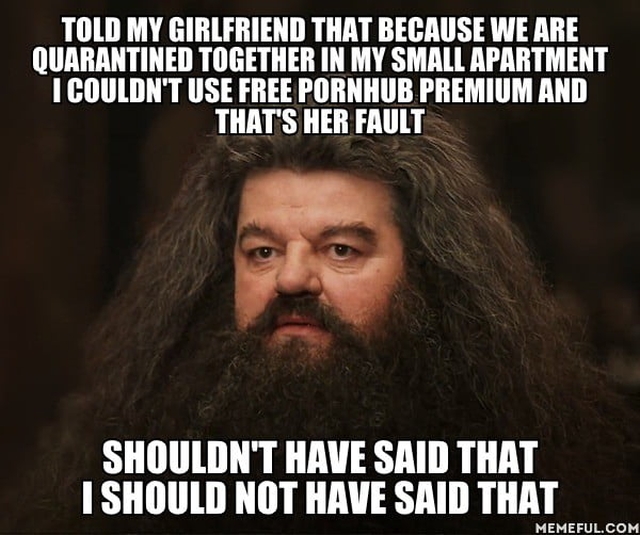 TOLD MY GIRLFRIEND THAT BECAUSE WE ARE
QUARANTINED TOGETHER IN MY SMALL APARTMENT
I COULDN'T USE FREE PORNHUB PREMIUM AND
THAT'S HER FAULT
SHOULDN'T HAVE SAID THAT
I SHOULD NOT HAVE SAID THAT
MEMEFUL.COM